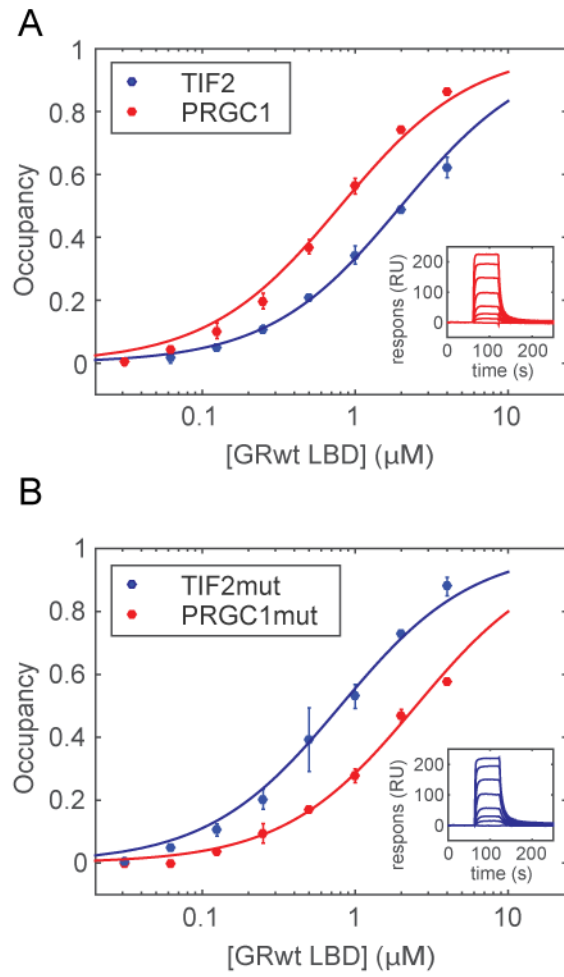 A
1
TIF2
PRGC1
0.8
0.6
0.4
0.2
0
Occupancy
200
100
0
respons (RU)
0 100 200
time (s)
0.1 1 10
[GRwt LBD] (μM)
B
1
TIF2mut
PRGC1mut
0.8
0.6
0.4
0.2
0
Occupancy
200
100
0
respons (RU)
0 100 200
time (s)
0.1 1 10
[GRwt LBD] (μM)